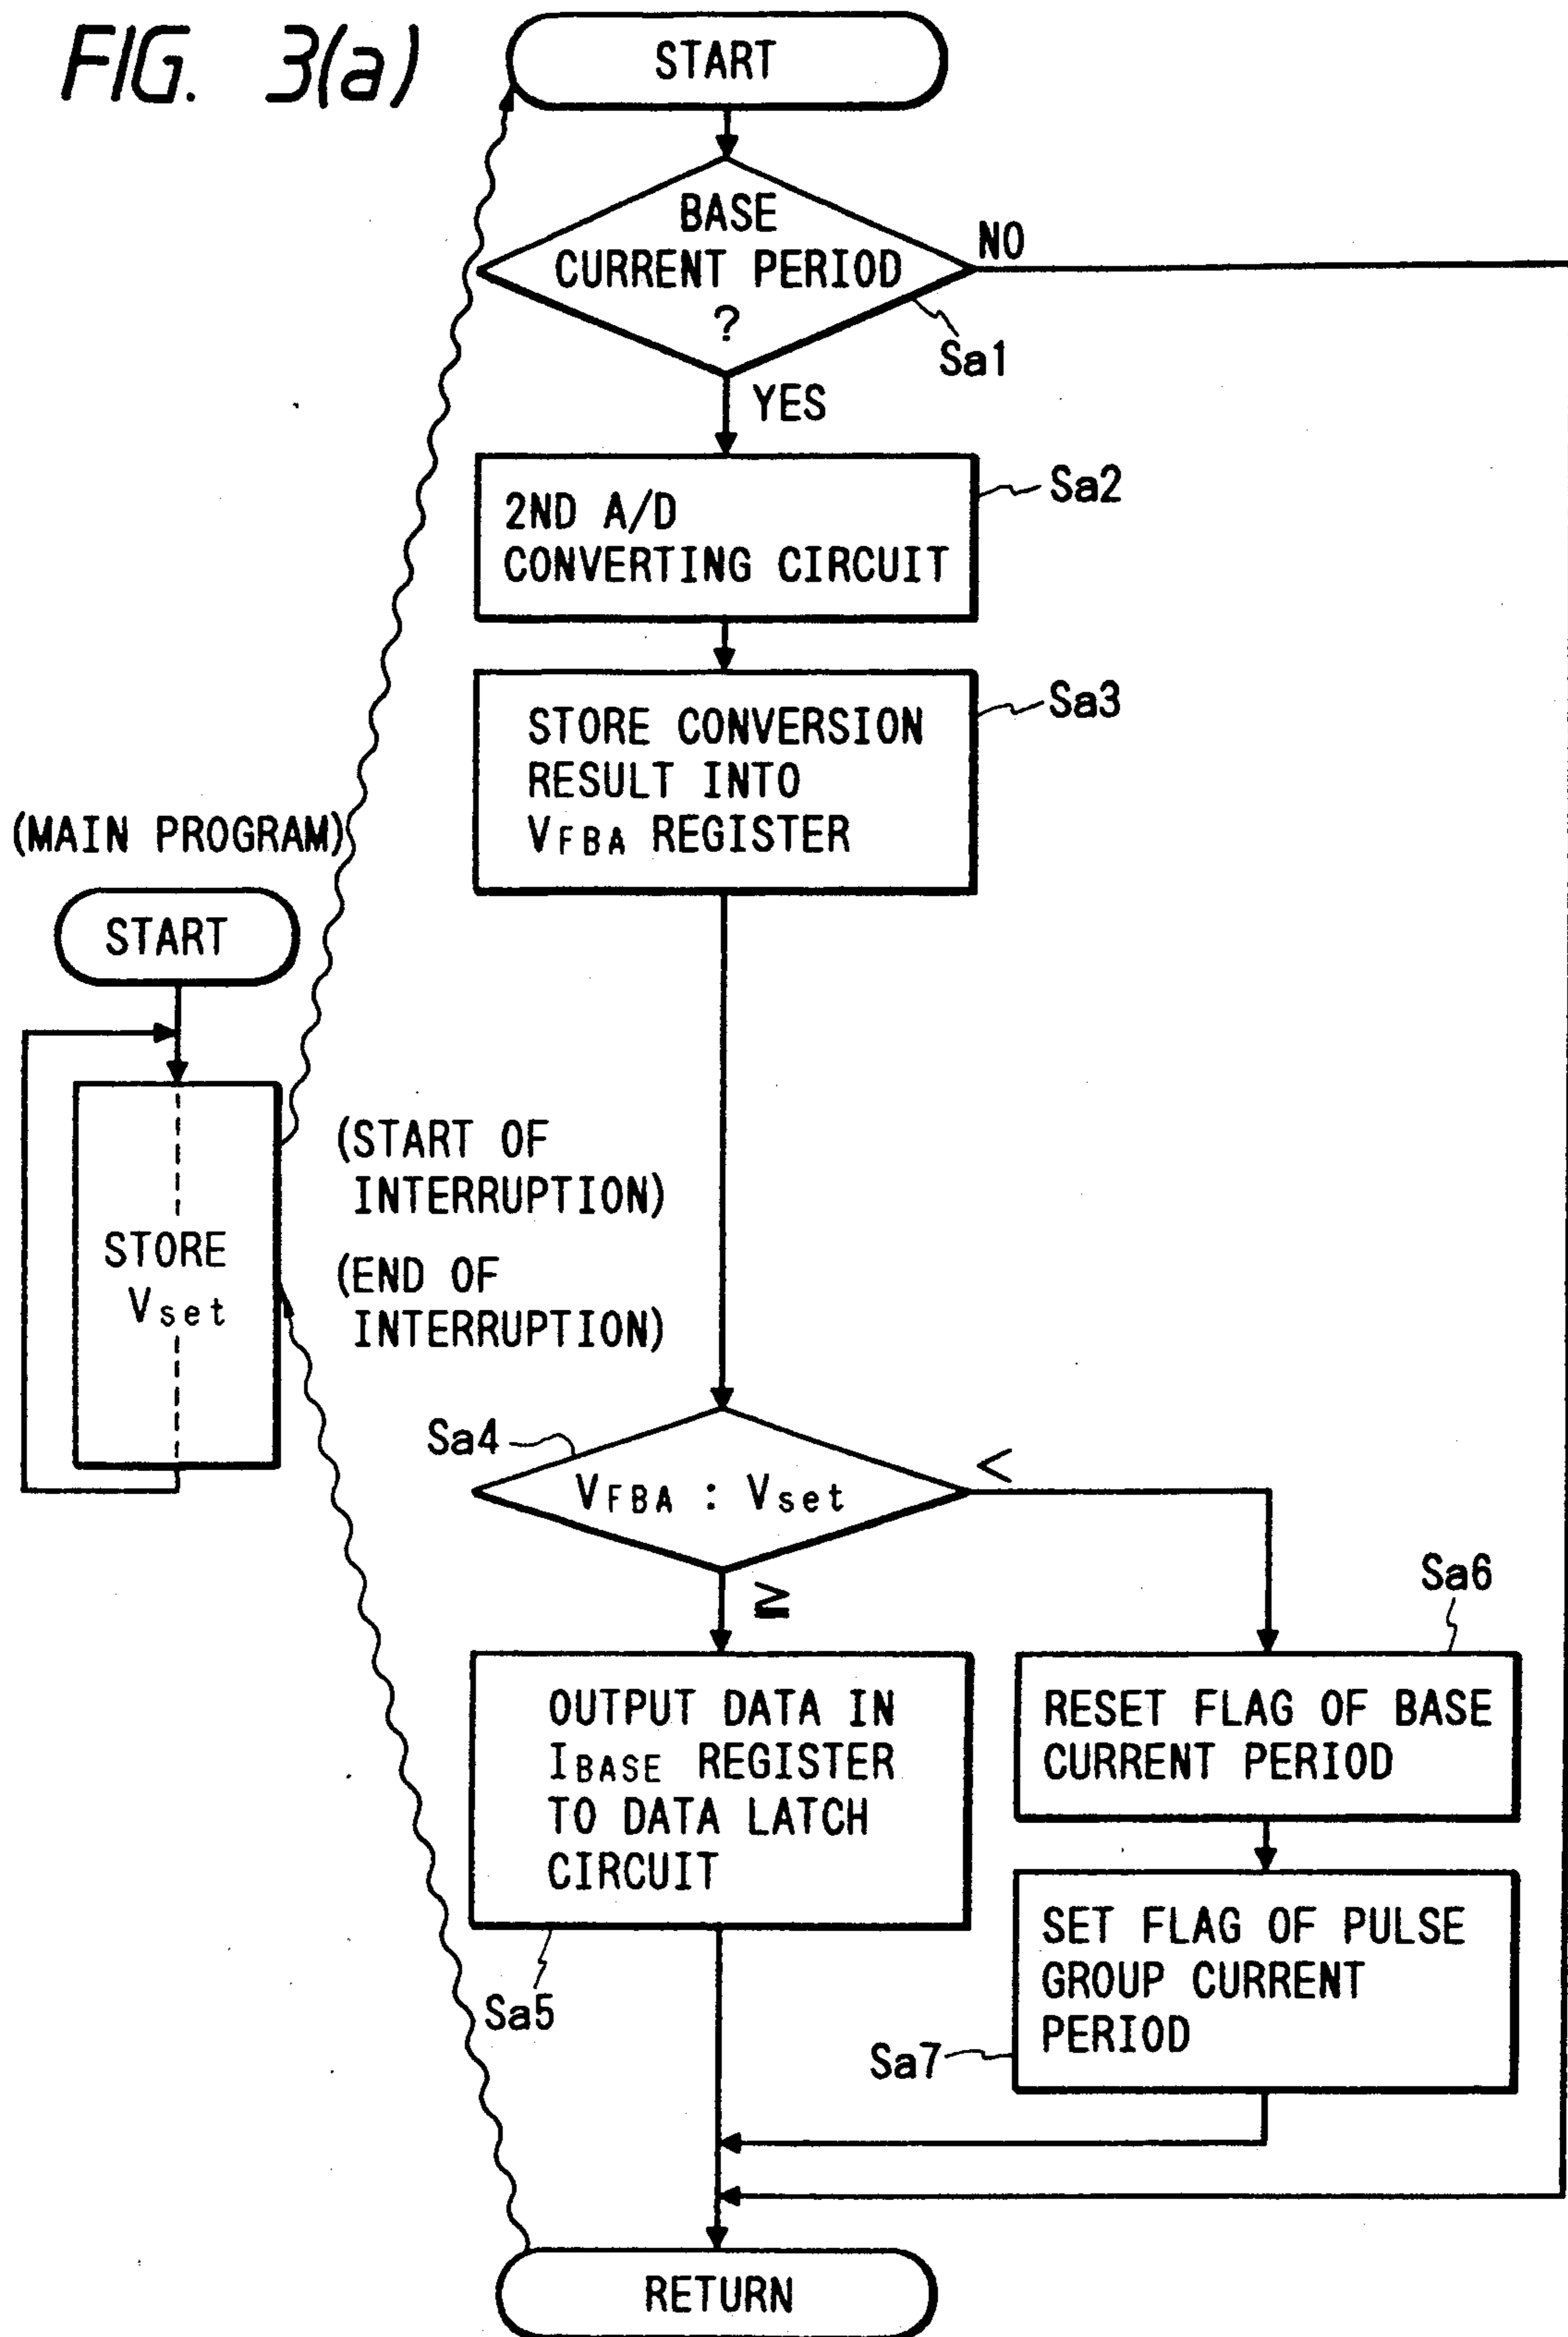 FIG. 3(a)
START
BASE
CURRENT PERIOD
?
NO
Sa1
YES
2ND A/D
CONVERTING CIRCUIT
Sa2
STORE CONVERSION
RESULT INTO
VFBA REGISTER
Sa3
(MAIN PROGRAM)
START
STORE
Vset
(START OF
INTERRUPTION)
(END OF
INTERRUPTION)
Sa4
VFBA : Vset
<
≧
OUTPUT DATA IN
IBASE REGISTER
TO DATA LATCH
CIRCUIT
Sa5
Sa6
RESET FLAG OF BASE
CURRENT PERIOD
SET FLAG OF PULSE
GROUP CURRENT
PERIOD
Sa7
RETURN